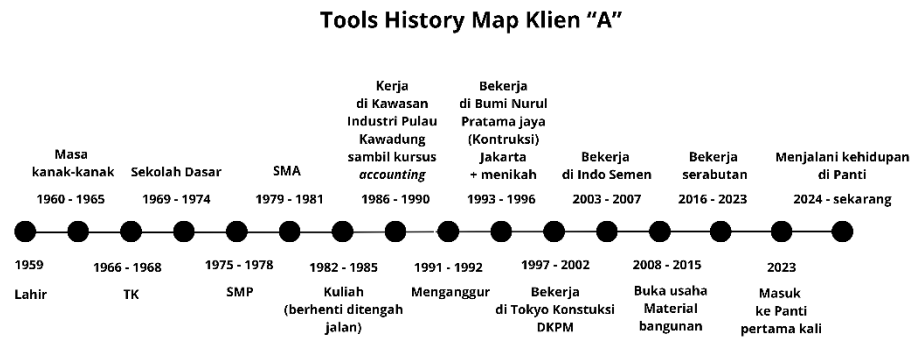 Tools History Map Klien “A”
Masa
kanak-kanak
1960 - 1965
Sekolah Dasar
1969 - 1974
SMA
1979 - 1981
Kerja
di Kawasan
Industri Pulau
Kawadung
sambil kursus
accounting
1986 - 1990
Bekerja
di Bumi Nurul
Pratama jaya
(Kontruksi)
Jakarta
+ menikah
1993 - 1996
Bekerja
di Indo Semen
2003 - 2007
Bekerja
serabutan
2016 - 2023
Menjalani kehidupan
di Panti
2024 - sekarang
1959
Lahir
1966 - 1968
TK
1975 - 1978
SMP
1982 - 1985
Kuliah
(berhenti ditengah
jalan)
1991 - 1992
Menganggur
1997 - 2002
Bekerja
di Tokyo Konstuksi
DKPM
2008 - 2015
Buka usaha
Material
bangunan
2023
Masuk
ke Panti
pertama kali